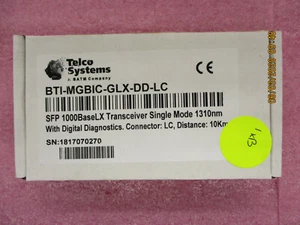 Telco
Systems
A BATM Company
CE
BTI-MGBIC-GLX-DD-LC
SFP 1000BaseLX Transceiver Single Mode 1310nm
With Digital Diagnostics. Connector: LC, Distance: 10Km
SN:1817070270